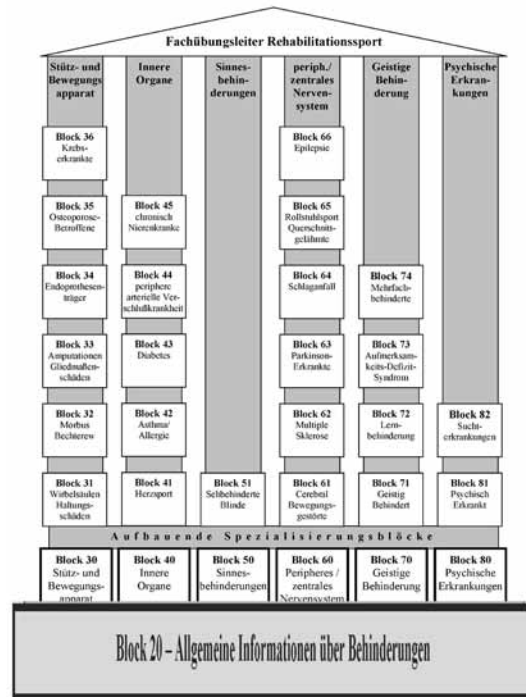 Fachübungsleiter Rehabilitationssport
Stütz- und
Bewegungs
apparat
Innere
Organe
Sinnes-
behin-
derungen
periph./
zentrales
Nerven-
system
Geistige
Behin-
derung
Psychische
Erkran-
kungen
Block 36
Krebs-
erkrankte
Block 66
Epilepsie
Block 35
Osteoporose-
Betroffene
Block 45
chronisch
Nierenkranke
Block 65
Rollstuhlsport
Querschnitt-
gelähmte
Block 34
Endoprothesen-
träger
Block 44
periphere
arterielle Ver-
schlußkrankheit
Block 64
Schlaganfall
Block 74
Mehrfach-
behinderte
Block 33
Amputationen
Gliedmaßen-
schäden
Block 43
Diabetes
Block 63
Parkinson-
Erkrankte
Block 73
Aufmerksam-
keits-Defizit-
Syndrom
Block 32
Morbus
Bechterew
Block 42
Asthma/
Allergie
Block 62
Multiple
Sklerose
Block 72
Lern-
behinderung
Block 82
Sucht-
erkrankungen
Block 31
Wirbelsäulen
Haltungs-
schäden
Block 41
Herzsport
Block 51
Sehbehinderte
Blinde
Block 61
Cerebral
Bewegungs-
gestörte
Block 71
Geistig
Behindert
Block 81
Psychisch
Erkrankt
Aufbauende Spezialisierungsblöcke
Block 30
Stütz- und
Bewegungs-
apparat
Block 40
Innere
Organe
Block 50
Sinnes-
behinderungen
Block 60
Peripheres /
zentrales
Nervensystem
Block 70
Geistige
Behinderung
Block 80
Psychische
Erkrankungen
Block 20 – Allgemeine Informationen über Behinderungen